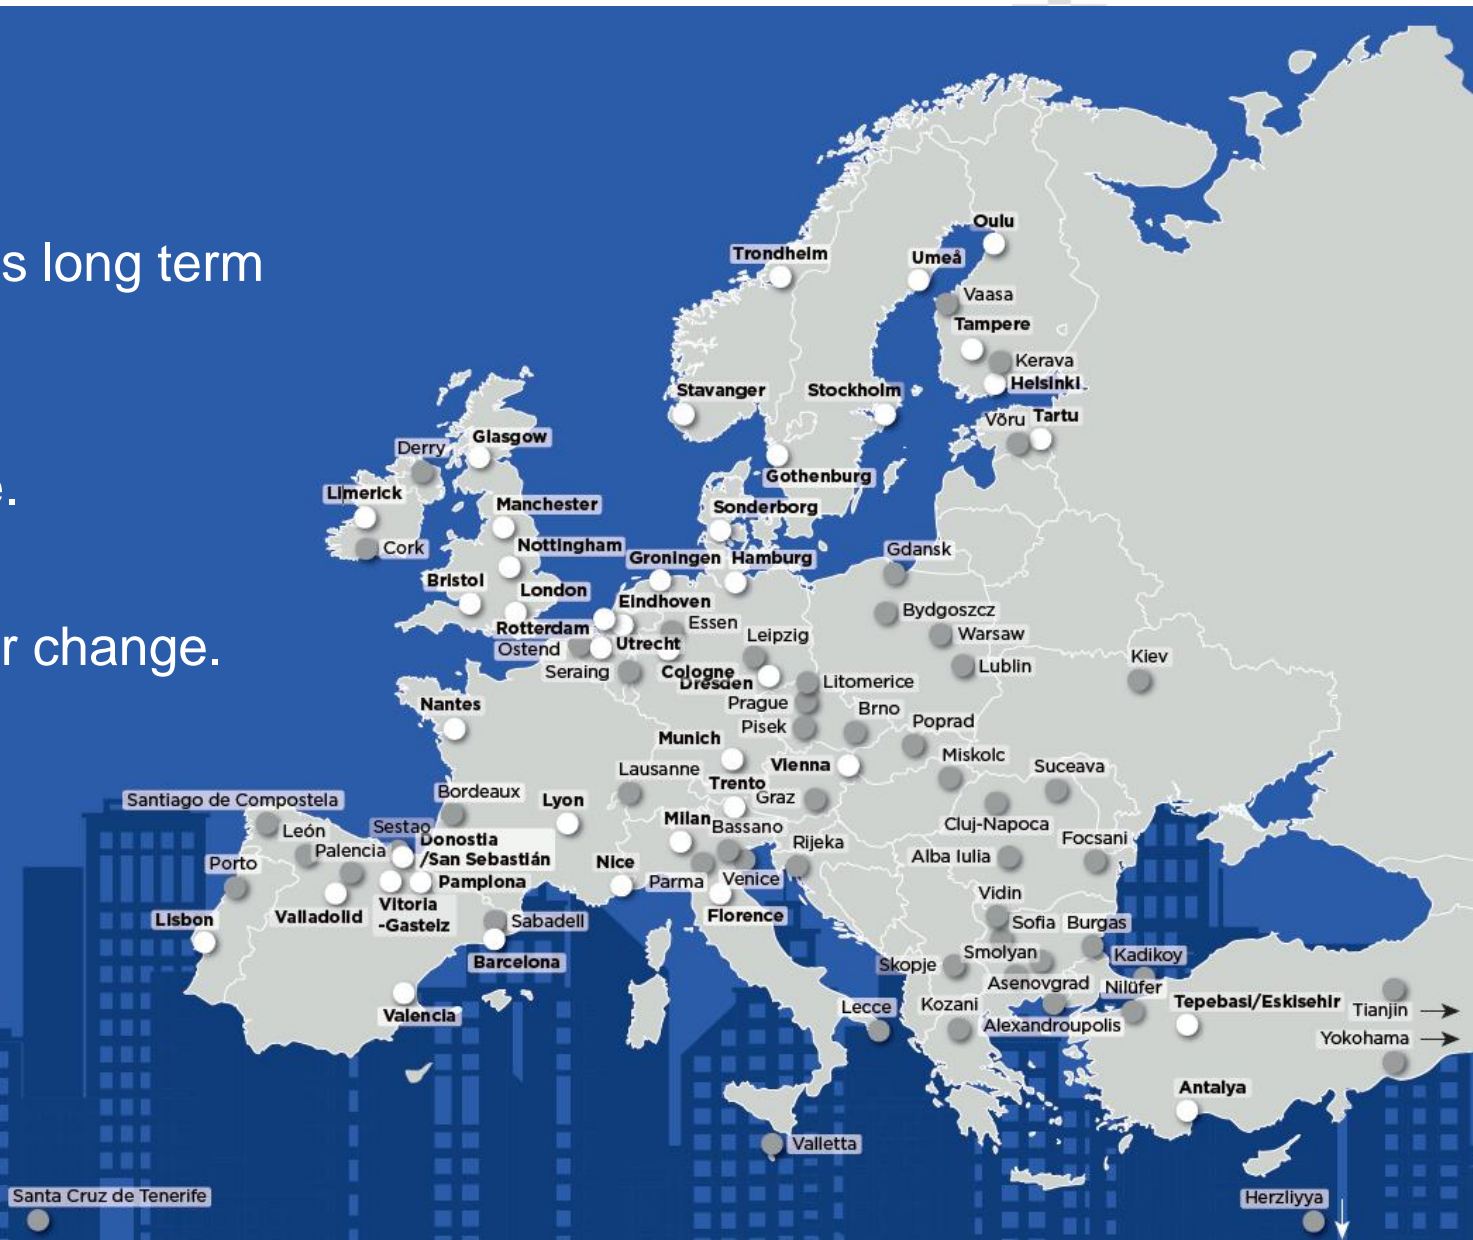 s long term
e.
r change.
Oulu
Trondheim
Umeå
Vaasa
Tampere
Kerava
Helsinki
Stavanger
Stockholm
Võru
Tartu
Glasgow
Derry
Gothenburg
Limerick
Manchester
Sonderborg
Cork
Nottingham
Groningen
Hamburg
Gdansk
Bristol
London
Eindhoven
Essen
Bydgoszcz
Rotterdam
Utrecht
Leipzig
Warsaw
Ostend
Seraing
Cologne
Dresden
Litomerice
Lublin
Kiev
Nantes
Prague
Brno
Pisek
Poprad
Munich
Vienna
Miskolc
Suceava
Lausanne
Trento
Graz
Santiago de Compostela
Bordeaux
Lyon
Milan
Bassano
Cluj-Napoca
León
Sestao
Donostia
/San Sebastián
Rijeka
Focsani
Palencia
Alba Iulia
Porto
Nice
Parma
Venice
Pamplona
Vidin
Lisbon
Valladolid
Vitoria
-Gasteiz
Sabadell
Florence
Sofia
Burgas
Barcelona
Skopje
Smolyan
Kadikoy
Asenovgrad
Nilüfer
Valencia
Lecce
Kozani
Alexandroupolis
Tepebasi/Eskisehir
Tianjin
Yokohama
Antalya
Valletta
Santa Cruz de Tenerife
Herzliyya